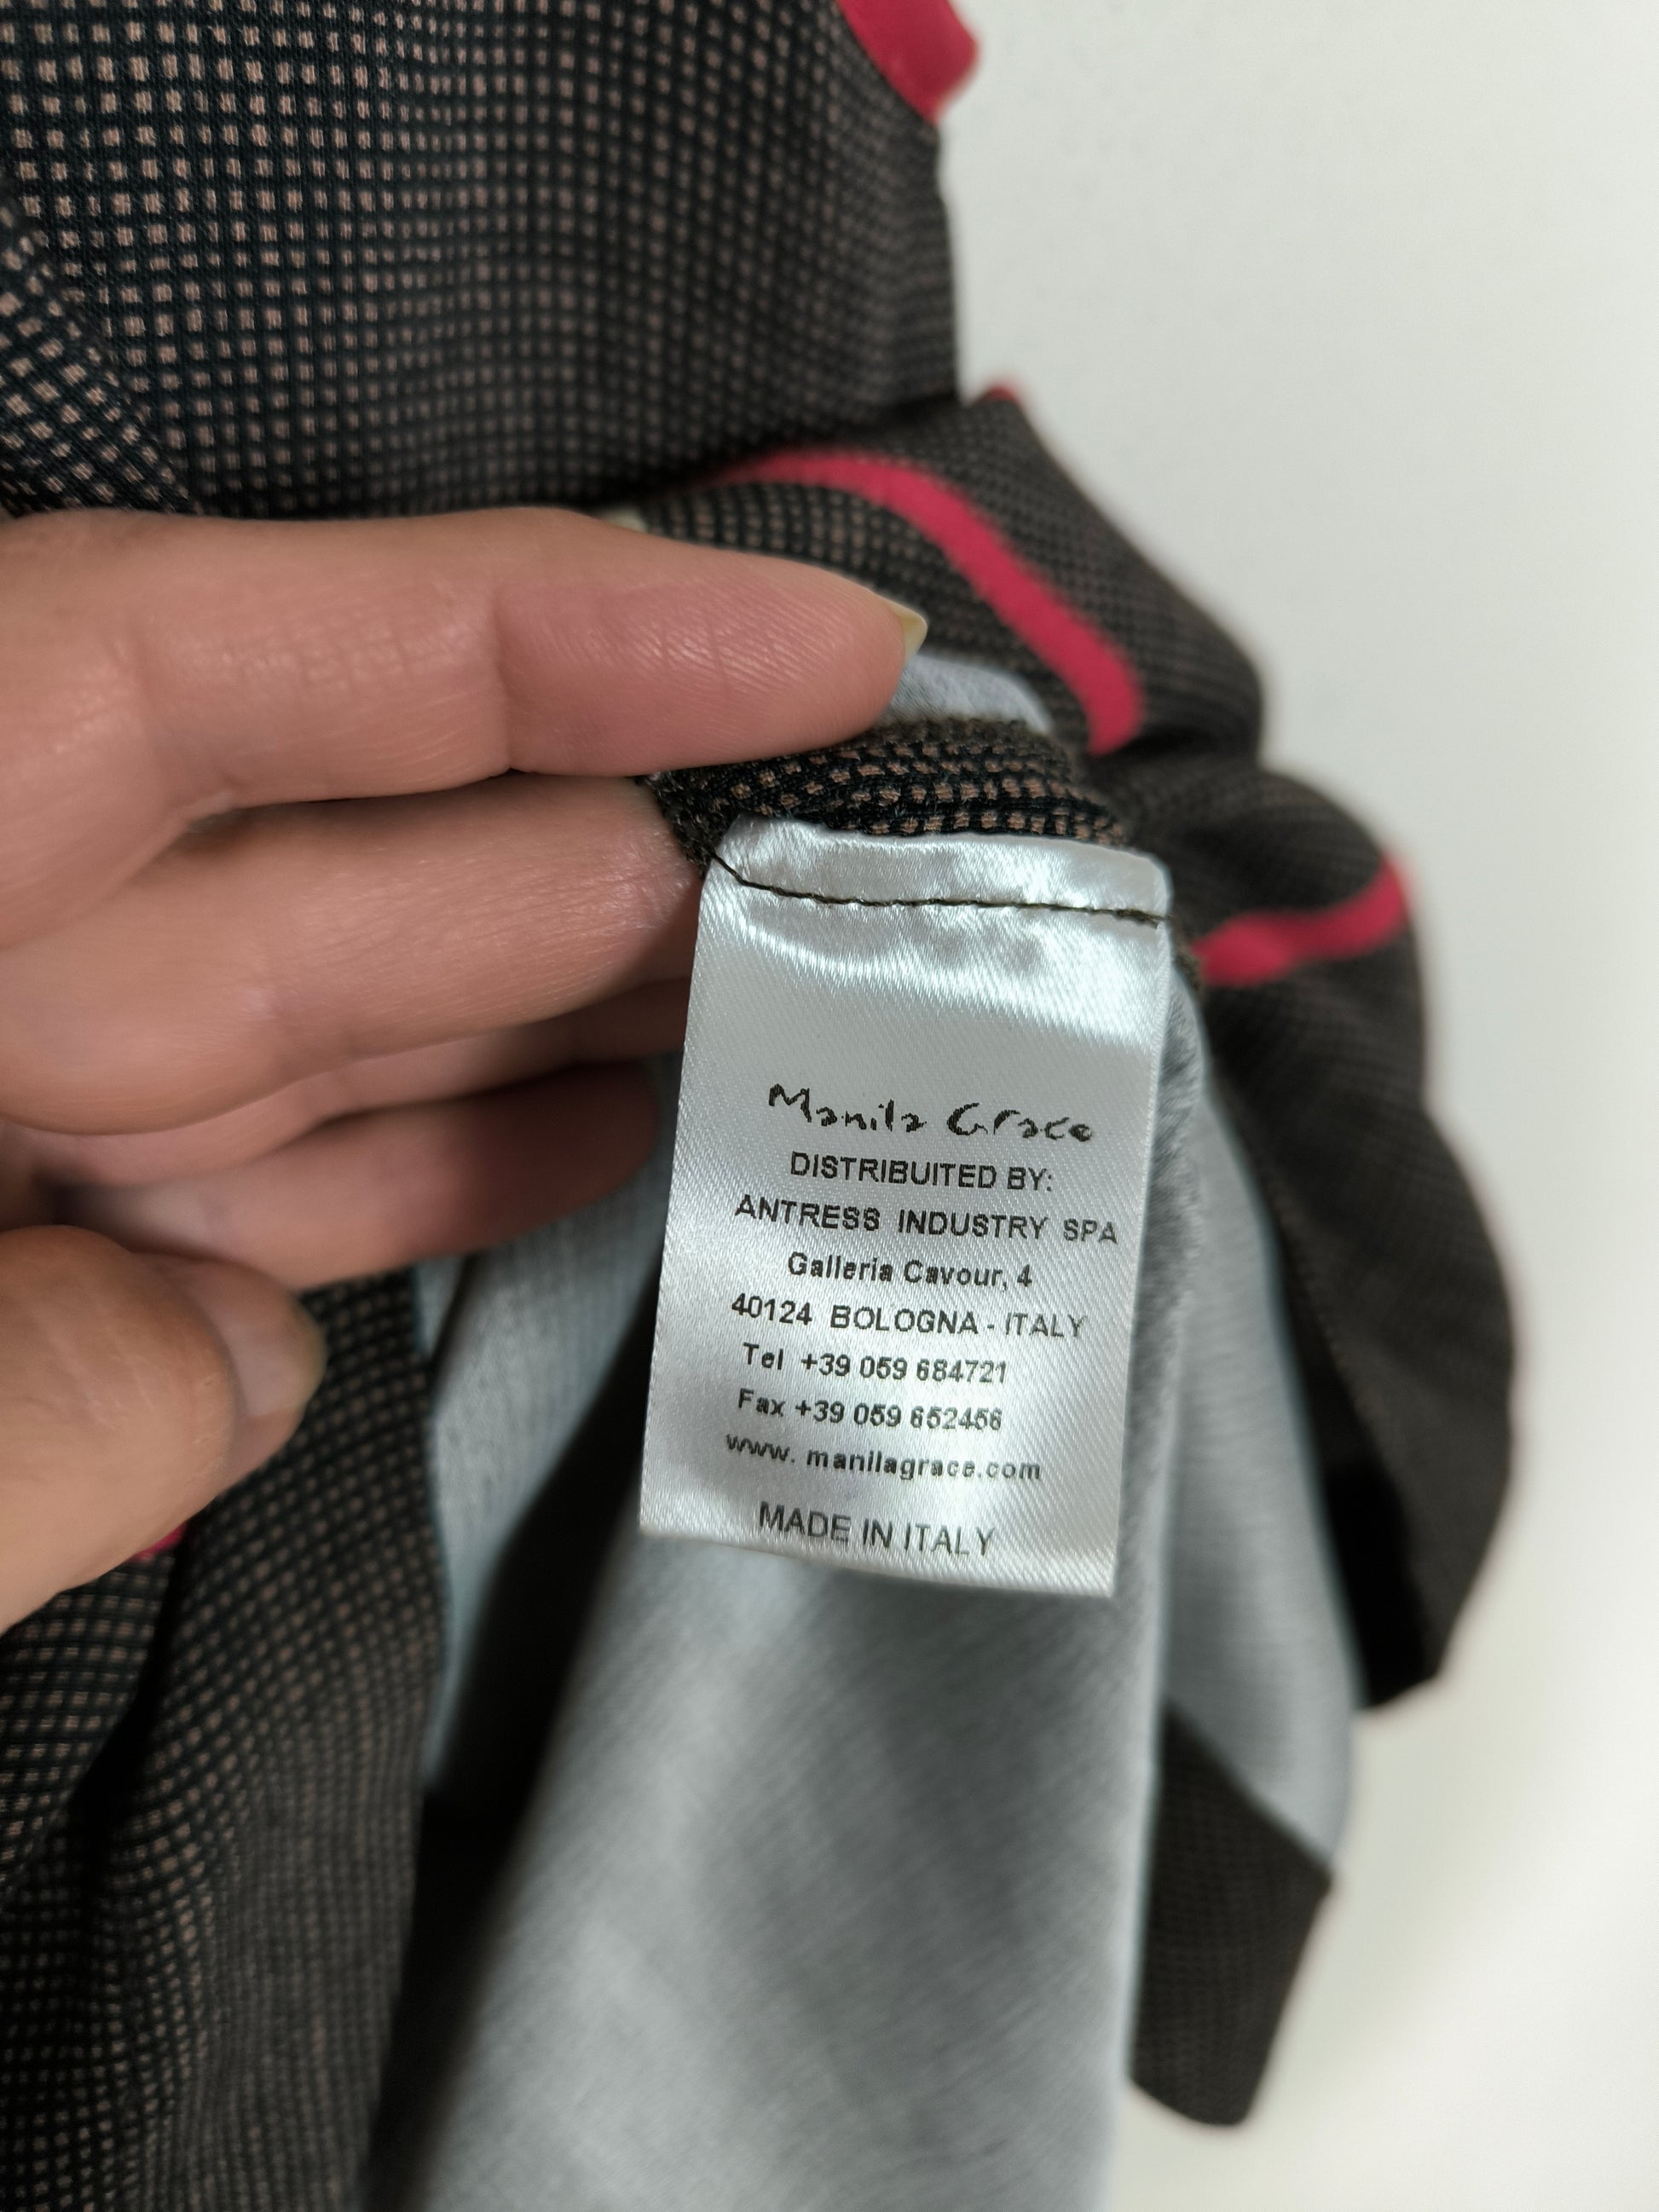 Manila Grace
DISTRIBUITED BY:
ANTRESS INDUSTRY SPA
Galleria Cavour, 4
40124 BOLOGNA - ITALY
Tel +39 059 684721
Fax +39 059 652456
www. manilagrace.com
MADE IN ITALY